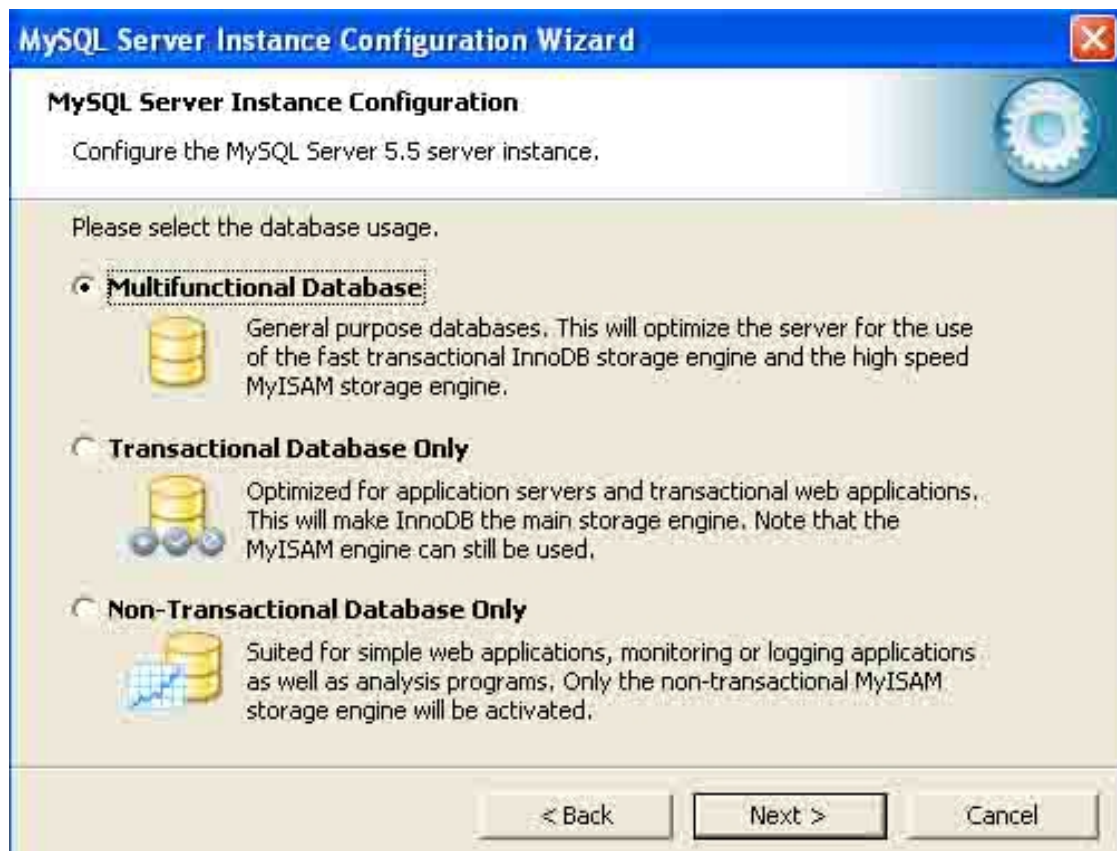 MySQL Server Instance Configuration Wizard
MySQL Server Instance Configuration
Configure the MySQL Server 5.5 server instance.
Please select the database usage.
Multifunctional Database
General purpose databases. This will optimize the server for the use
of the fast transactional InnoDB storage engine and the high speed
MyISAM storage engine.
Transactional Database Only
Optimized for application servers and transactional web applications.
This will make InnoDB the main storage engine. Note that the
MyISAM engine can still be used.
Non-Transactional Database Only
Suited for simple web applications, monitoring or logging applications
as well as analysis programs. Only the non-transactional MyISAM
storage engine will be activated.
< Back Next > Cancel